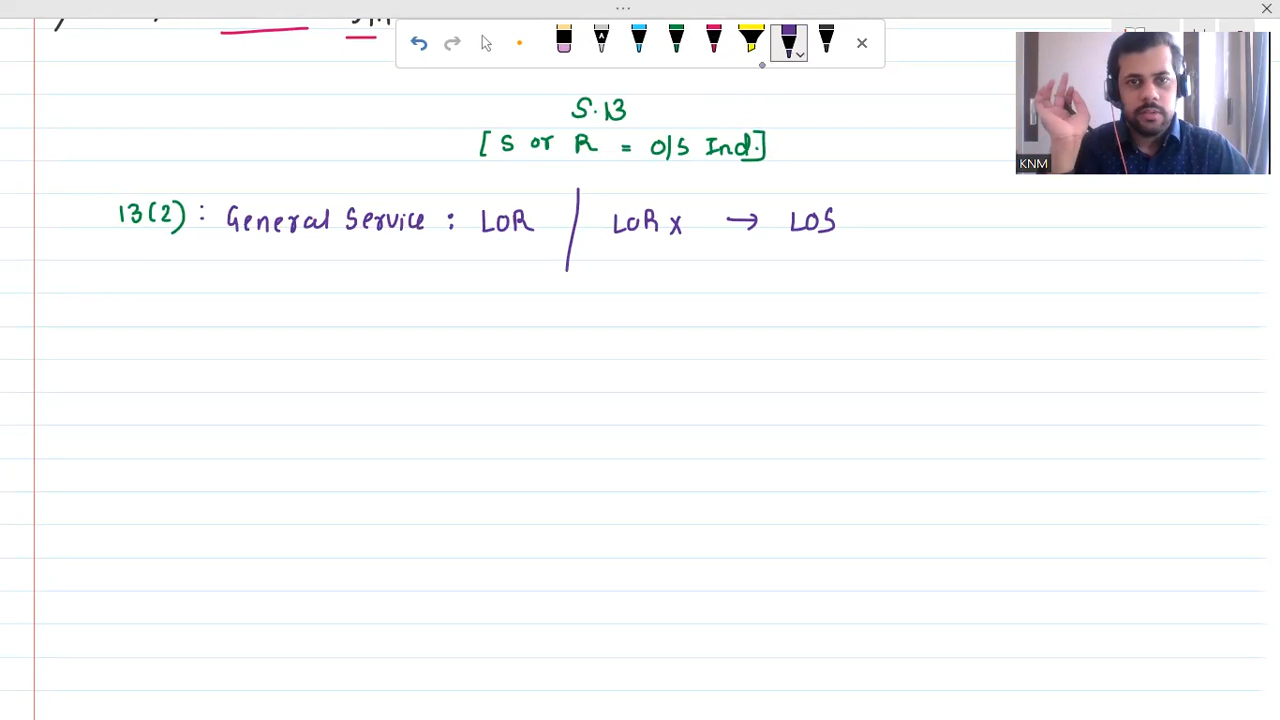 S.13
[S or R = O/S Ind.]
13(2): General Service : LOR / LOR x → LOS
KNM